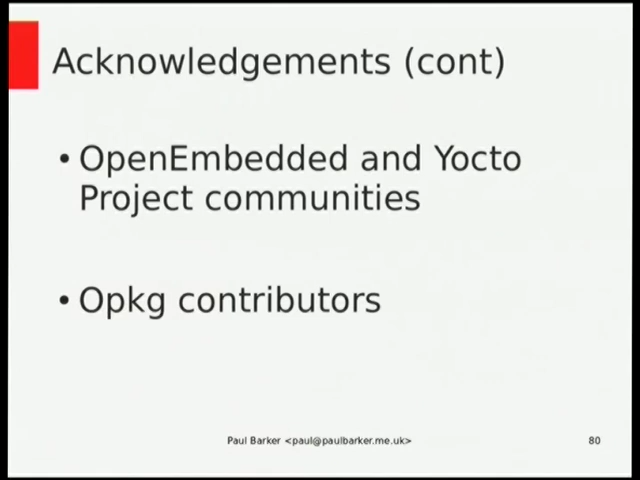 Acknowledgements (cont)
• OpenEmbedded and Yocto
Project communities
• Opkg contributors
Paul Barker <paul@paulbarker.me.uk>
80